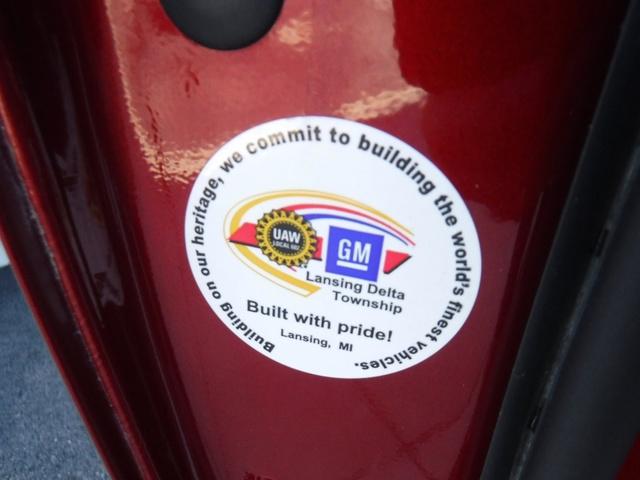 Building on our heritage, we commit to building the world's finest vehicles.
UAW
LOCAL 602
GM
Lansing Delta
Township
Built with pride!
Lansing, MI